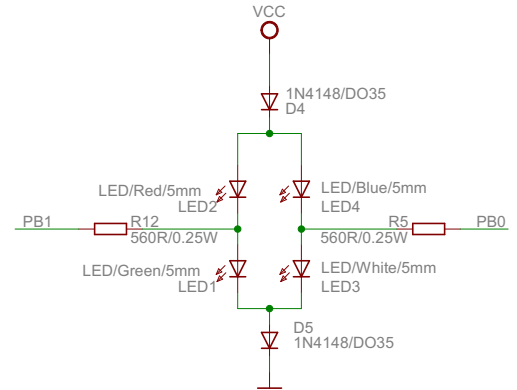 VCC
1N4148/DO35
D4
LED/Red/5mm
LED2
LED/Blue/5mm
LED4
PB1
R12
560R/0.25W
R5
560R/0.25W
PB0
LED/Green/5mm
LED1
LED/White/5mm
LED3
D5
1N4148/DO35